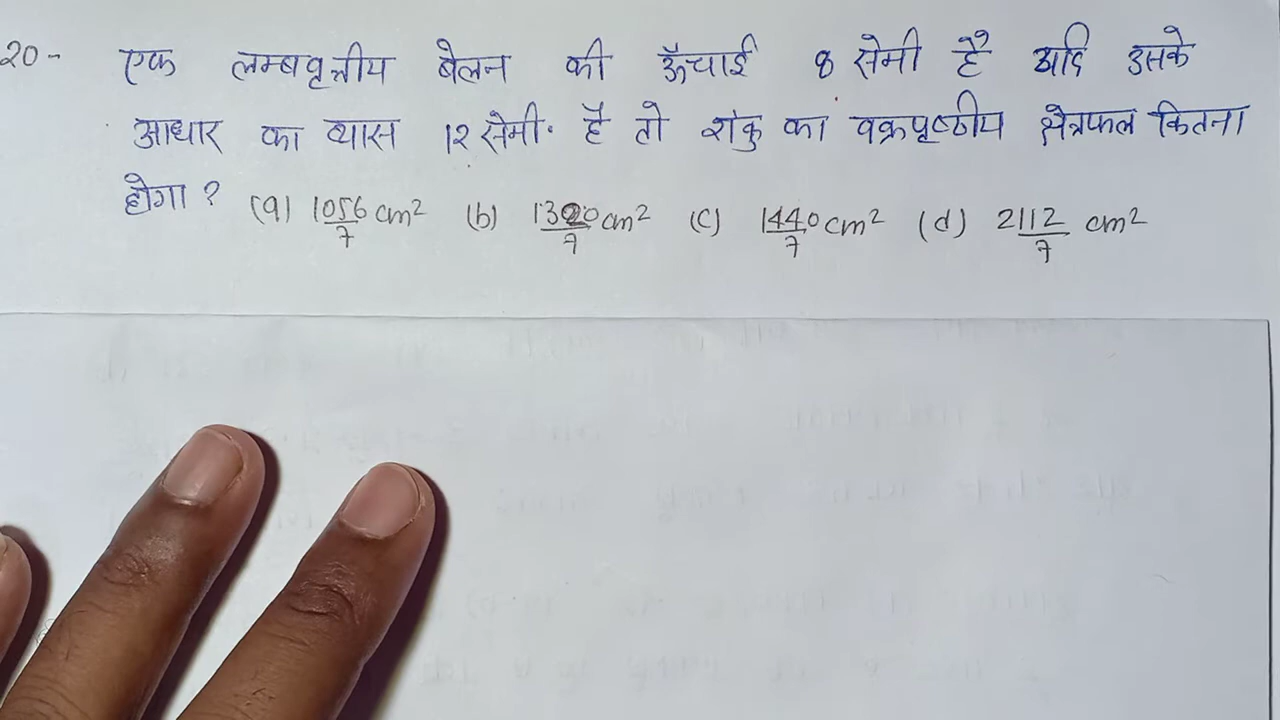 20- एक लम्बवृत्तीय बेलन की ऊँचाई 8 सेमी है यदि उसके
आधार का व्यास 12 सेमी. है तो शंकु का वक्रपृष्ठीय क्षेत्रफल कितना
होगा ? (a) 1056/7 cm² (b) 1320/7 cm² (c) 1440/7 cm² (d) 2112/7 cm²